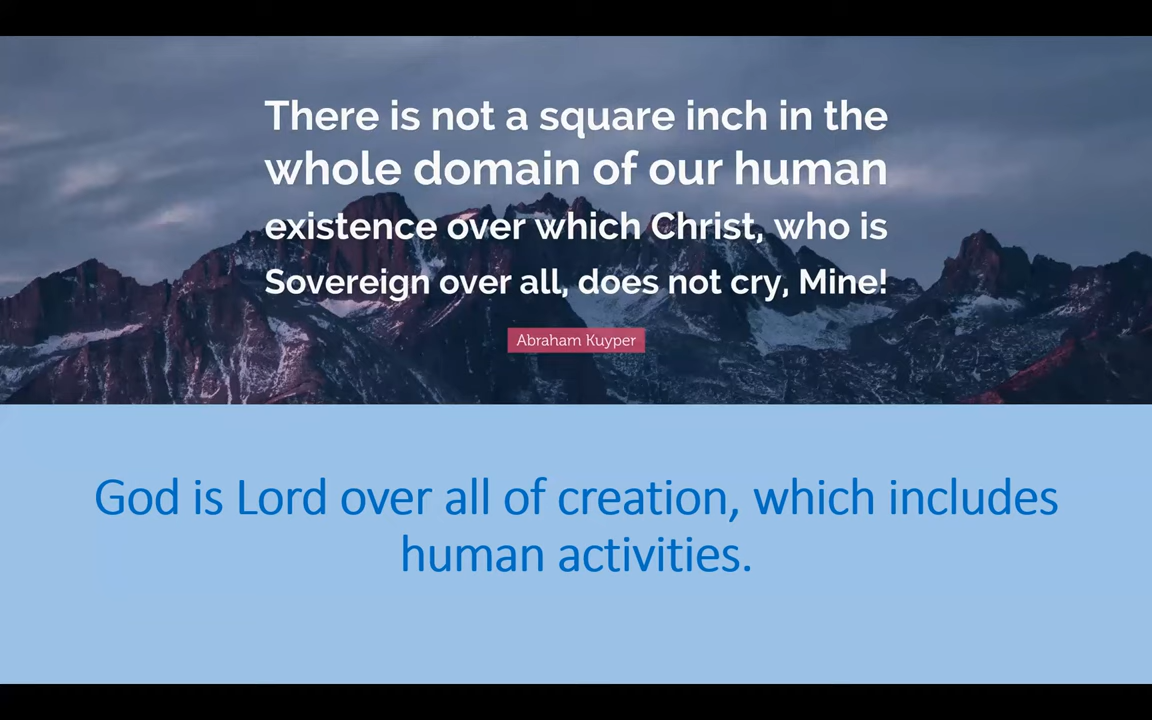 There is not a square inch in the
whole domain of our human
existence over which Christ, who is
Sovereign over all, does not cry, Mine!
Abraham Kuyper
God is Lord over all of creation, which includes
human activities.